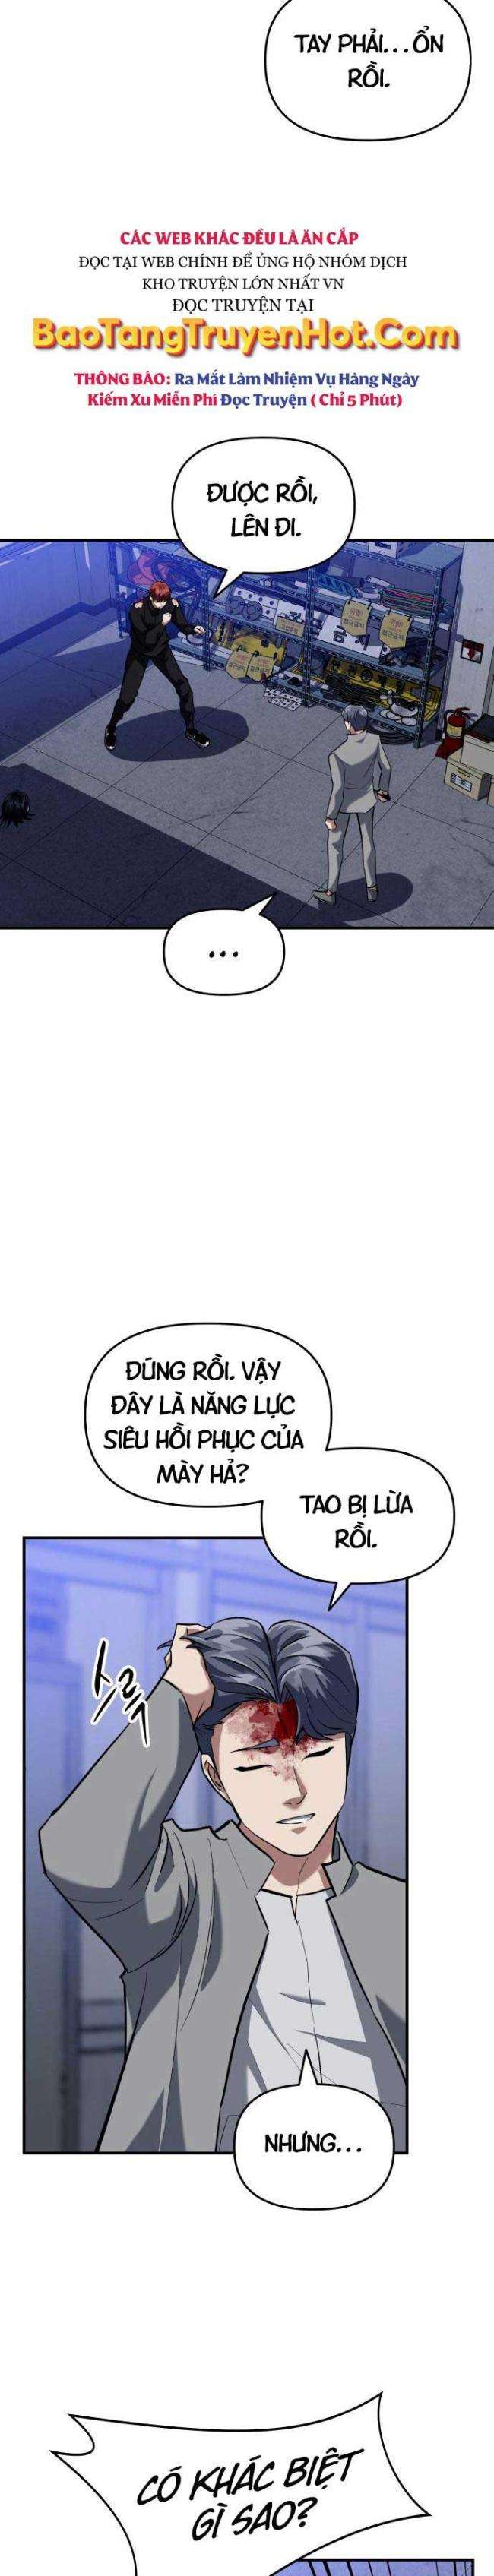 TAY PHẢI...ỔN
RỒI.
CÁC WEB KHÁC ĐỀU LÀ ĂN CẮP
ĐỌC TẠI WEB CHÍNH ĐỂ ỦNG HỘ NHÓM DỊCH
KHO TRUYỆN LỚN NHẤT VN
ĐỌC TRUYỆN TẠI
BaoTangTruyenHot.Com
THÔNG BÁO: Ra Mắt Làm Nhiệm Vụ Hàng Ngày
Kiếm Xu Miễn Phí Đọc Truyện ( Chỉ 5 Phút)
ĐƯỢC RỒI,
LÊN ĐI.
...
ĐÚNG RỒI. VẬY
ĐÂY LÀ NĂNG LỰC
SIÊU HỒI PHỤC CỦA
MÀY HẢ?
TAO BỊ LỪA
RỒI.
스윽
NHƯNG...
CÓ KHÁC BIỆT
GÌ SAO?